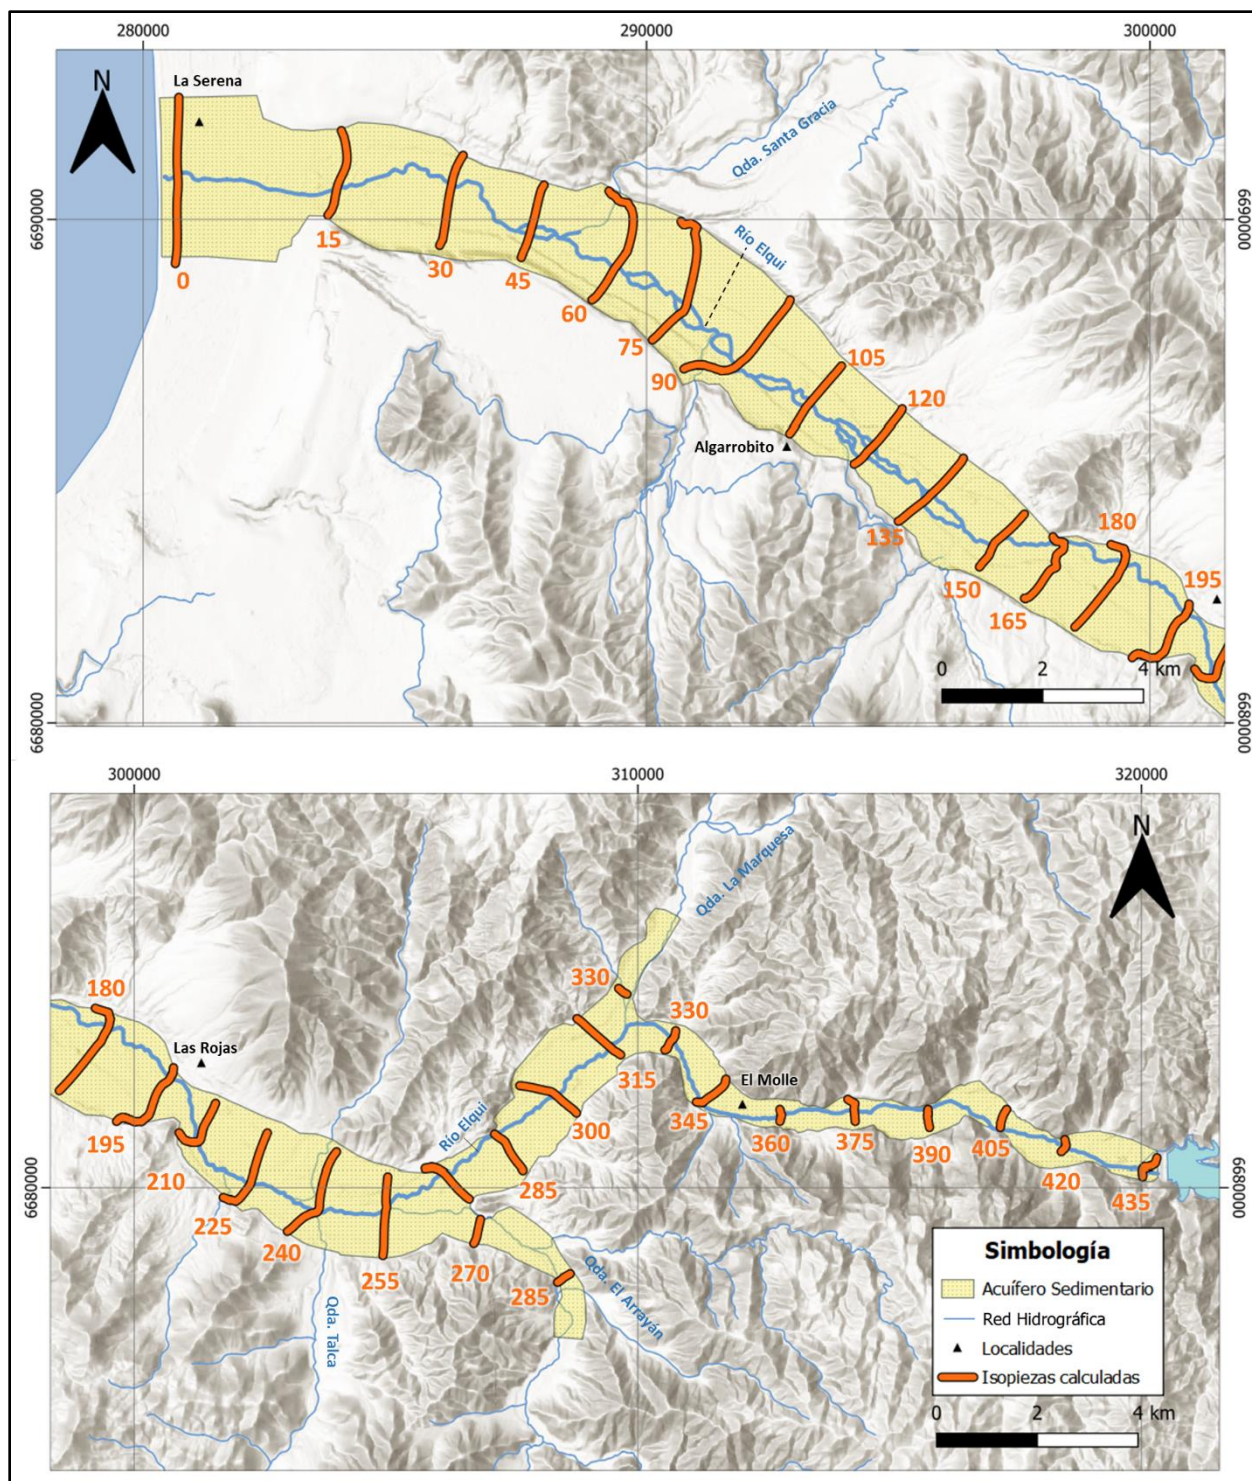 280000
290000
300000
N
La Serena
Qda. Santa Gracia
6690000
6690000
Río Elqui
15
30
45
0
60
75
90
105
120
Algarrobito
135
180
150
195
165
0
2
4 km
6680000
6680000
300000
310000
320000
N
Qda. La Marquesa
330
180
330
Las Rojas
El Molle
315
345
360
375
390
405
Río Elqui
300
195
210
285
420
435
6680000
6680000
225
240
255
270
285
Qda. El Arrayán
Qda. Talca
Simbología
Acuífero Sedimentario
Red Hidrográfica
Localidades
Isopiezas calculadas
0
2
4 km